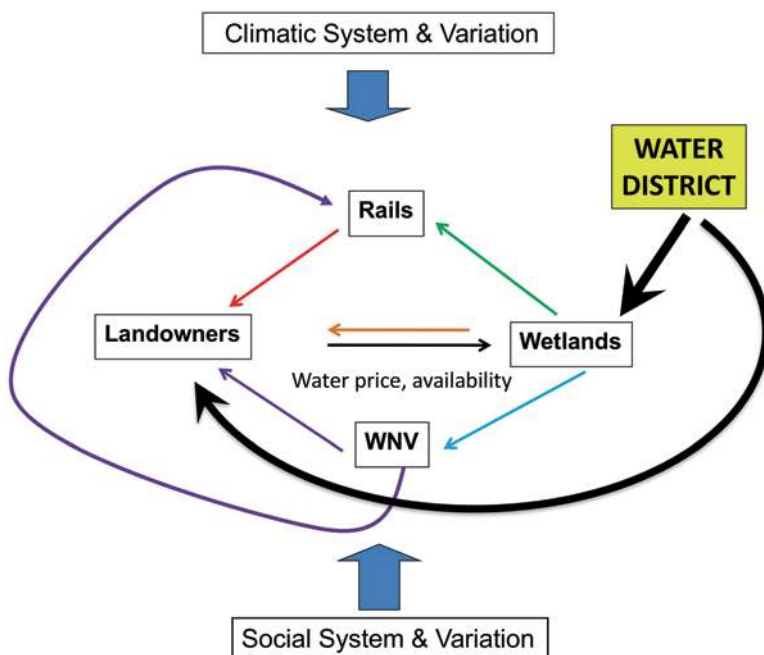 Climatic System & Variation
WATER
DISTRICT
Rails
Landowners
Wetlands
Water price, availability
WNV
Social System & Variation